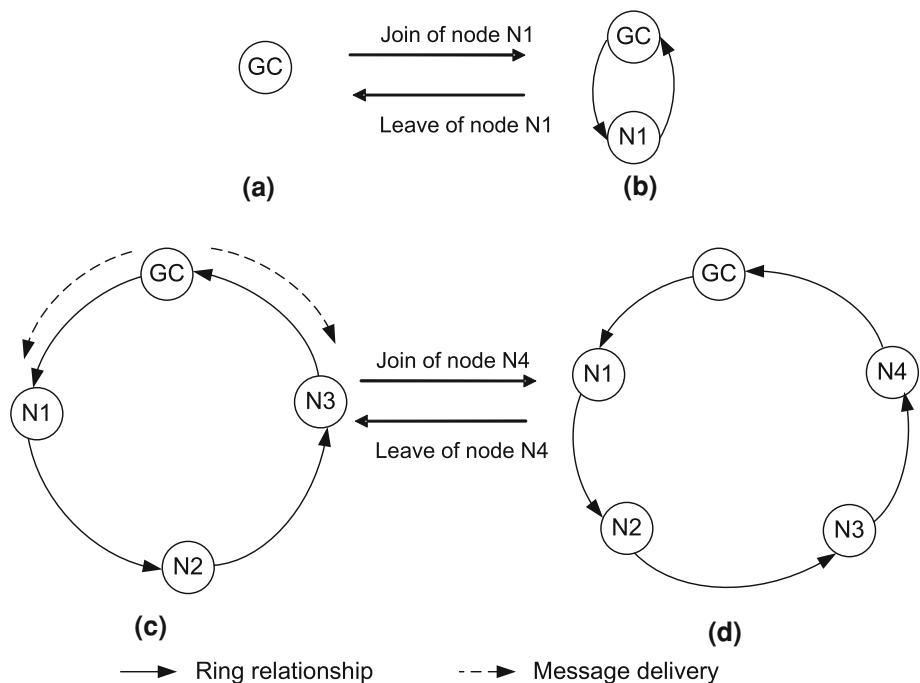 GC
Join of node N1
Leave of node N1
GC
N1
(a)
(b)
GC
N1
N3
N2
Join of node N4
Leave of node N4
GC
N1
N4
N2
N3
(c)
(d)
Ring relationship
Message delivery